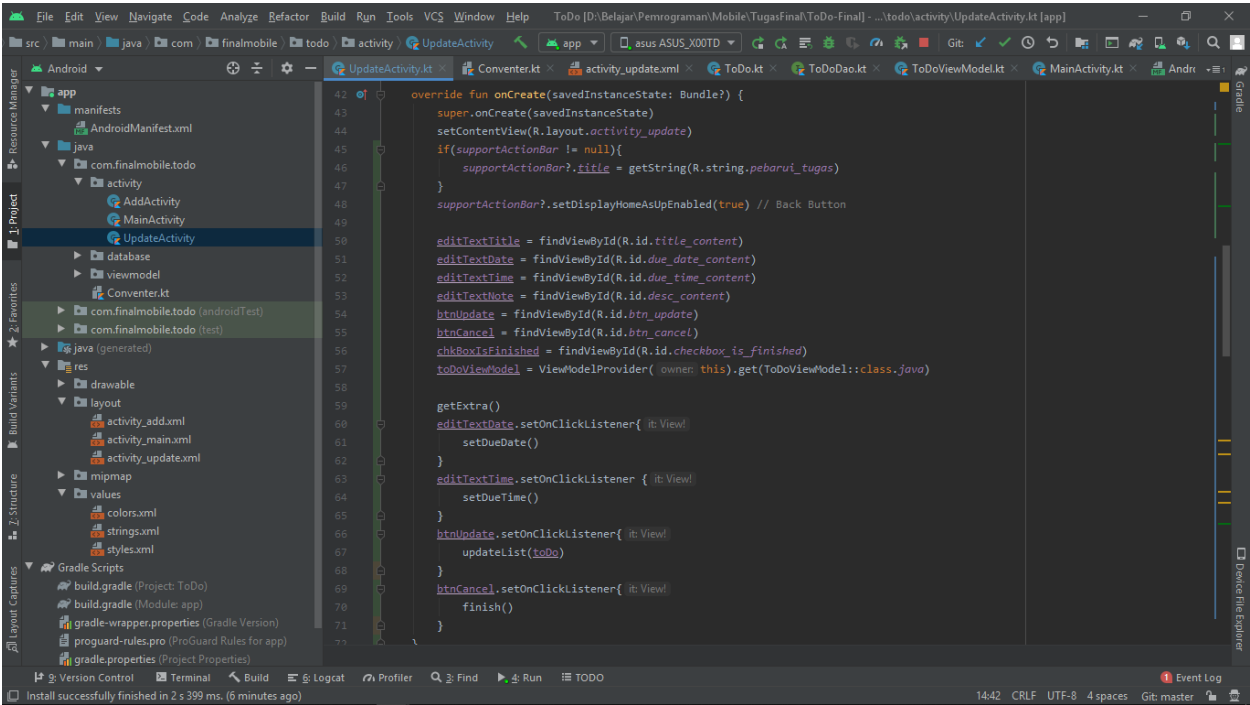 File Edit View Navigate Code Analyze Refactor Build Run Tools VCS Window Help ToDo [D:\Belajar\Pemrograman\Mobile\TugasFinal\ToDo-Final] - ...\todo\activity\UpdateActivity.kt [app]
src main java com finalmobile todo activity UpdateActivity app asus ASUS_X00TD Git:
Android UpdateActivity.kt Conventer.kt activity_update.xml ToDo.kt ToDoDao.kt ToDoViewModel.kt MainActivity.kt Andro
Resource Manager
1: Project
2: Favorites
Build Variants
7: Structure
Layout Captures
app
manifests
AndroidManifest.xml
java
com.finalmobile.todo
activity
AddActivity
MainActivity
UpdateActivity
database
viewmodel
Conventer.kt
com.finalmobile.todo (androidTest)
com.finalmobile.todo (test)
java (generated)
res
drawable
layout
activity_add.xml
activity_main.xml
activity_update.xml
mipmap
values
colors.xml
strings.xml
styles.xml
Gradle Scripts
build.gradle (Project: ToDo)
build.gradle (Module: app)
gradle-wrapper.properties (Gradle Version)
proguard-rules.pro (ProGuard Rules for app)
gradle.properties (Project Properties)
42 override fun onCreate(savedInstanceState: Bundle?) {
43 super.onCreate(savedInstanceState)
44 setContentView(R.layout.activity_update)
45 if(supportActionBar != null){
46 supportActionBar?.title = getString(R.string.pebarui_tugas)
47 }
48 supportActionBar?.setDisplayHomeAsUpEnabled(true) // Back Button
49
50 editTextTitle = findViewById(R.id.title_content)
51 editTextDate = findViewById(R.id.due_date_content)
52 editTextTime = findViewById(R.id.due_time_content)
53 editTextNote = findViewById(R.id.desc_content)
54 btnUpdate = findViewById(R.id.btn_update)
55 btnCancel = findViewById(R.id.btn_cancel)
56 chkBoxIsFinished = findViewById(R.id.checkbox_is_finished)
57 toDoViewModel = ViewModelProvider( owner: this).get(ToDoViewModel::class.java)
58
59 getExtra()
60 editTextDate.setOnClickListener{ it: View!
61 setDueDate()
62 }
63 editTextTime.setOnClickListener { it: View!
64 setDueTime()
65 }
66 btnUpdate.setOnClickListener{ it: View!
67 updateList(toDo)
68 }
69 btnCancel.setOnClickListener{ it: View!
70 finish()
71 }
72 }
Gradle
Device File Explorer
9: Version Control Terminal Build 6: Logcat Profiler 3: Find 4: Run TODO 1 Event Log
Install successfully finished in 2 s 399 ms. (6 minutes ago) 14:42 CRLF UTF-8 4 spaces Git: master